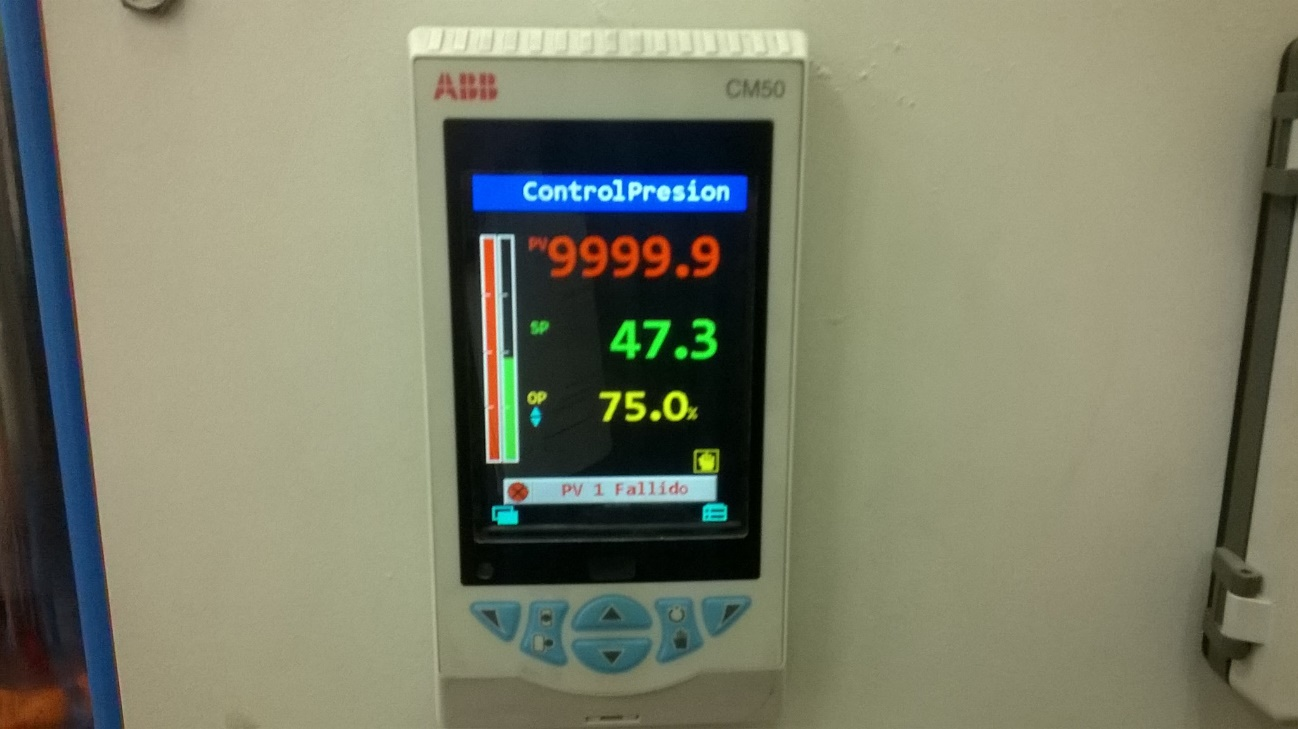 ABB CM50
ControlPresion
PV 9999.9
SP 47.3
OP 75.0%
PV 1 Fallido